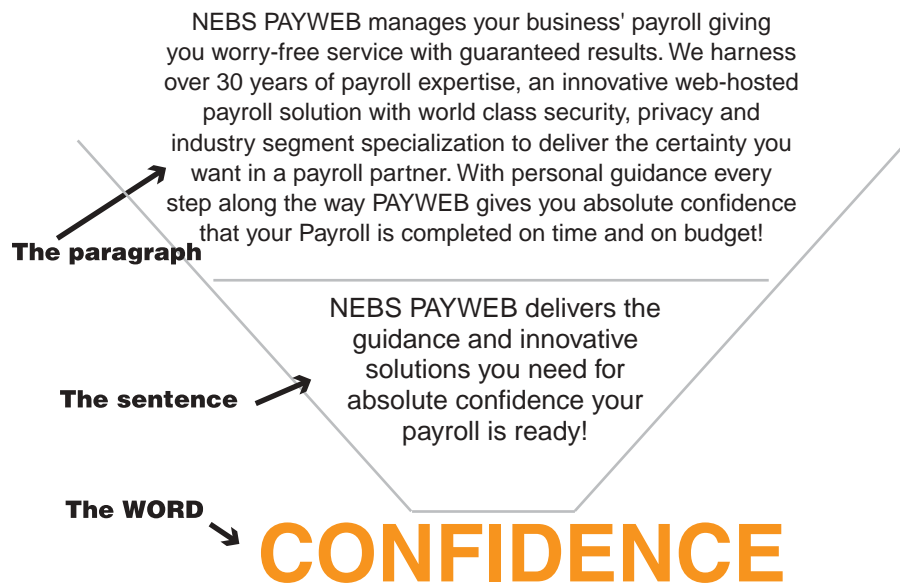 NEBS PAYWEB manages your business' payroll giving
you worry-free service with guaranteed results. We harness
over 30 years of payroll expertise, an innovative web-hosted
payroll solution with world class security, privacy and
industry segment specialization to deliver the certainty you
want in a payroll partner. With personal guidance every
step along the way PAYWEB gives you absolute confidence
that your Payroll is completed on time and on budget!
The paragraph
NEBS PAYWEB delivers the
guidance and innovative
solutions you need for
absolute confidence your
payroll is ready!
The sentence
The WORD
CONFIDENCE